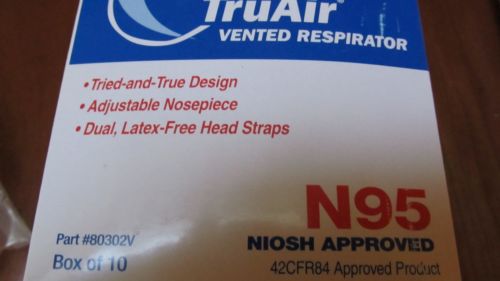 TruAir®
VENTED RESPIRATOR
•Tried-and-True Design
•Adjustable Nosepiece
•Dual, Latex-Free Head Straps
N95
Part #80302V
NIOSH APPROVED
Box of 10
42CFR84 Approved Product